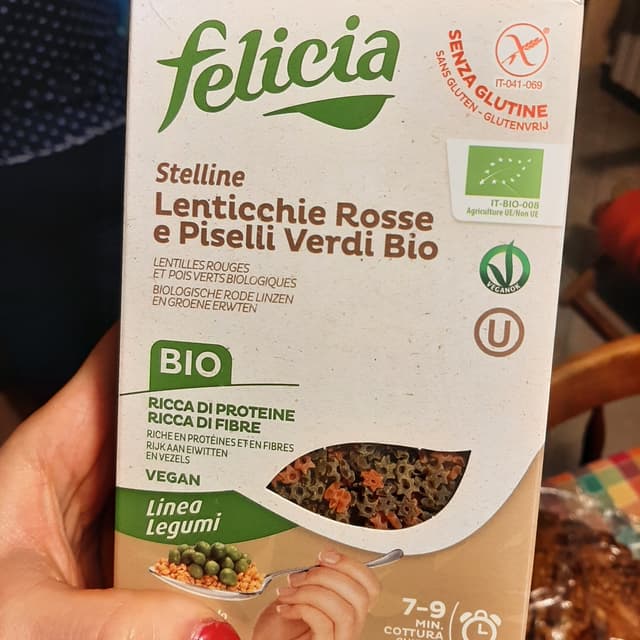 felicia
SENZA GLUTINE
SANS GLUTEN - GLUTENVRIJ
IT-041-069
IT-BIO-008
Agriculture UE/Non UE
Stelline
Lenticchie Rosse
e Piselli Verdi Bio
LENTILLES ROUGES
ET POIS VERTS BIOLOGIQUES
BIOLOGISCHE RODE LINZEN
EN GROENE ERWTEN
VEGANOK
U
BIO
RICCA DI PROTEINE
RICCA DI FIBRE
RICHE EN PROTÉINES ET EN FIBRES
RIJK AAN EIWITTEN
EN VEZELS
VEGAN
Linea
Legumi
7-9
MIN.
COTTURA